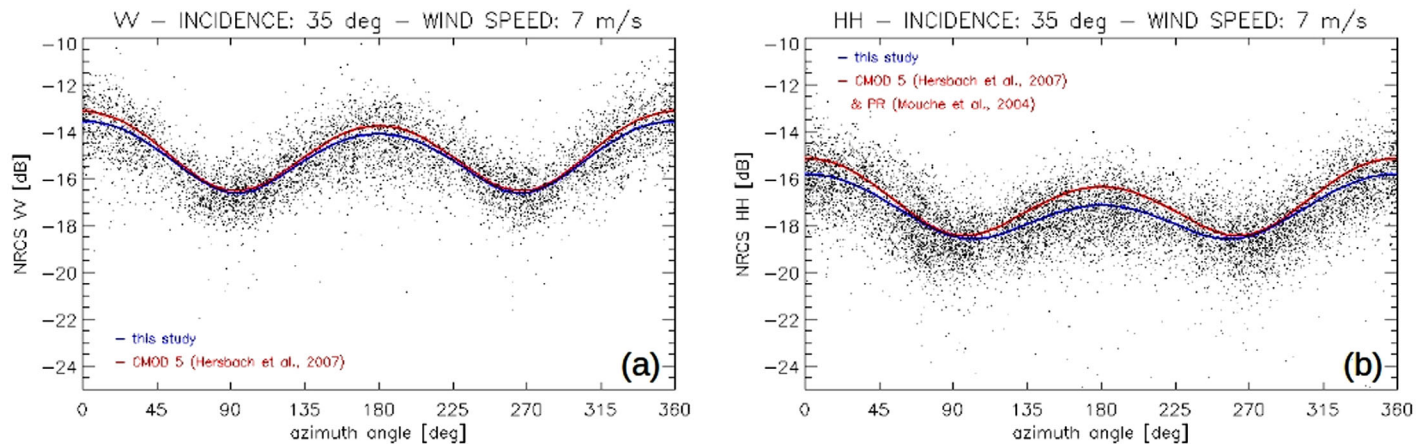 VV – INCIDENCE: 35 deg – WIND SPEED: 7 m/s
-10
-12
-14
-16
-18
-20
-22
-24
NRCS VV [dB]
– this study
– CMOD 5 (Hersbach et al., 2007)
(a)
0 45 90 135 180 225 270 315 360
azimuth angle [deg]
HH – INCIDENCE: 35 deg – WIND SPEED: 7 m/s
-10
-12
-14
-16
-18
-20
-22
-24
NRCS HH [dB]
– this study
– CMOD 5 (Hersbach et al., 2007)
& PR (Mouche et al., 2004)
(b)
0 45 90 135 180 225 270 315 360
azimuth angle [deg]